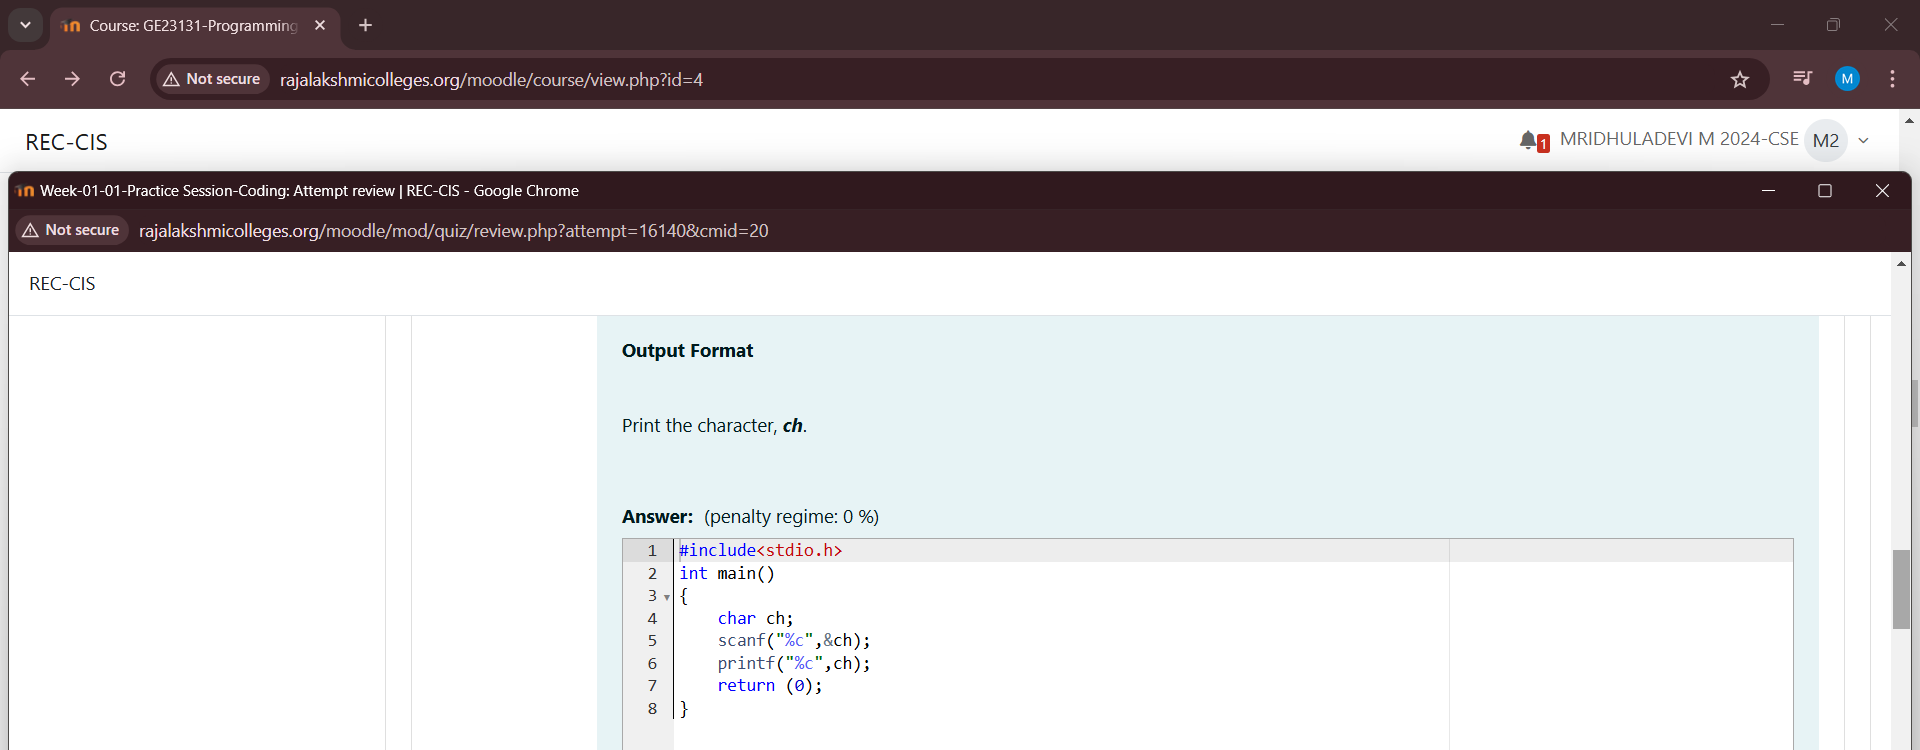 Course: GE23131-Programming
Not secure
rajalakshmicolleges.org/moodle/course/view.php?id=4
M
REC-CIS
1
MRIDHULADEVI M 2024-CSE
M2
Week-01-01-Practice Session-Coding: Attempt review | REC-CIS - Google Chrome
Not secure
rajalakshmicolleges.org/moodle/mod/quiz/review.php?attempt=16140&cmid=20
REC-CIS
Output Format
Print the character, ch.
Answer: (penalty regime: 0 %)
1 #include<stdio.h>
2 int main()
3 {
4 char ch;
5 scanf("%c",&ch);
6 printf("%c",ch);
7 return (0);
8 }